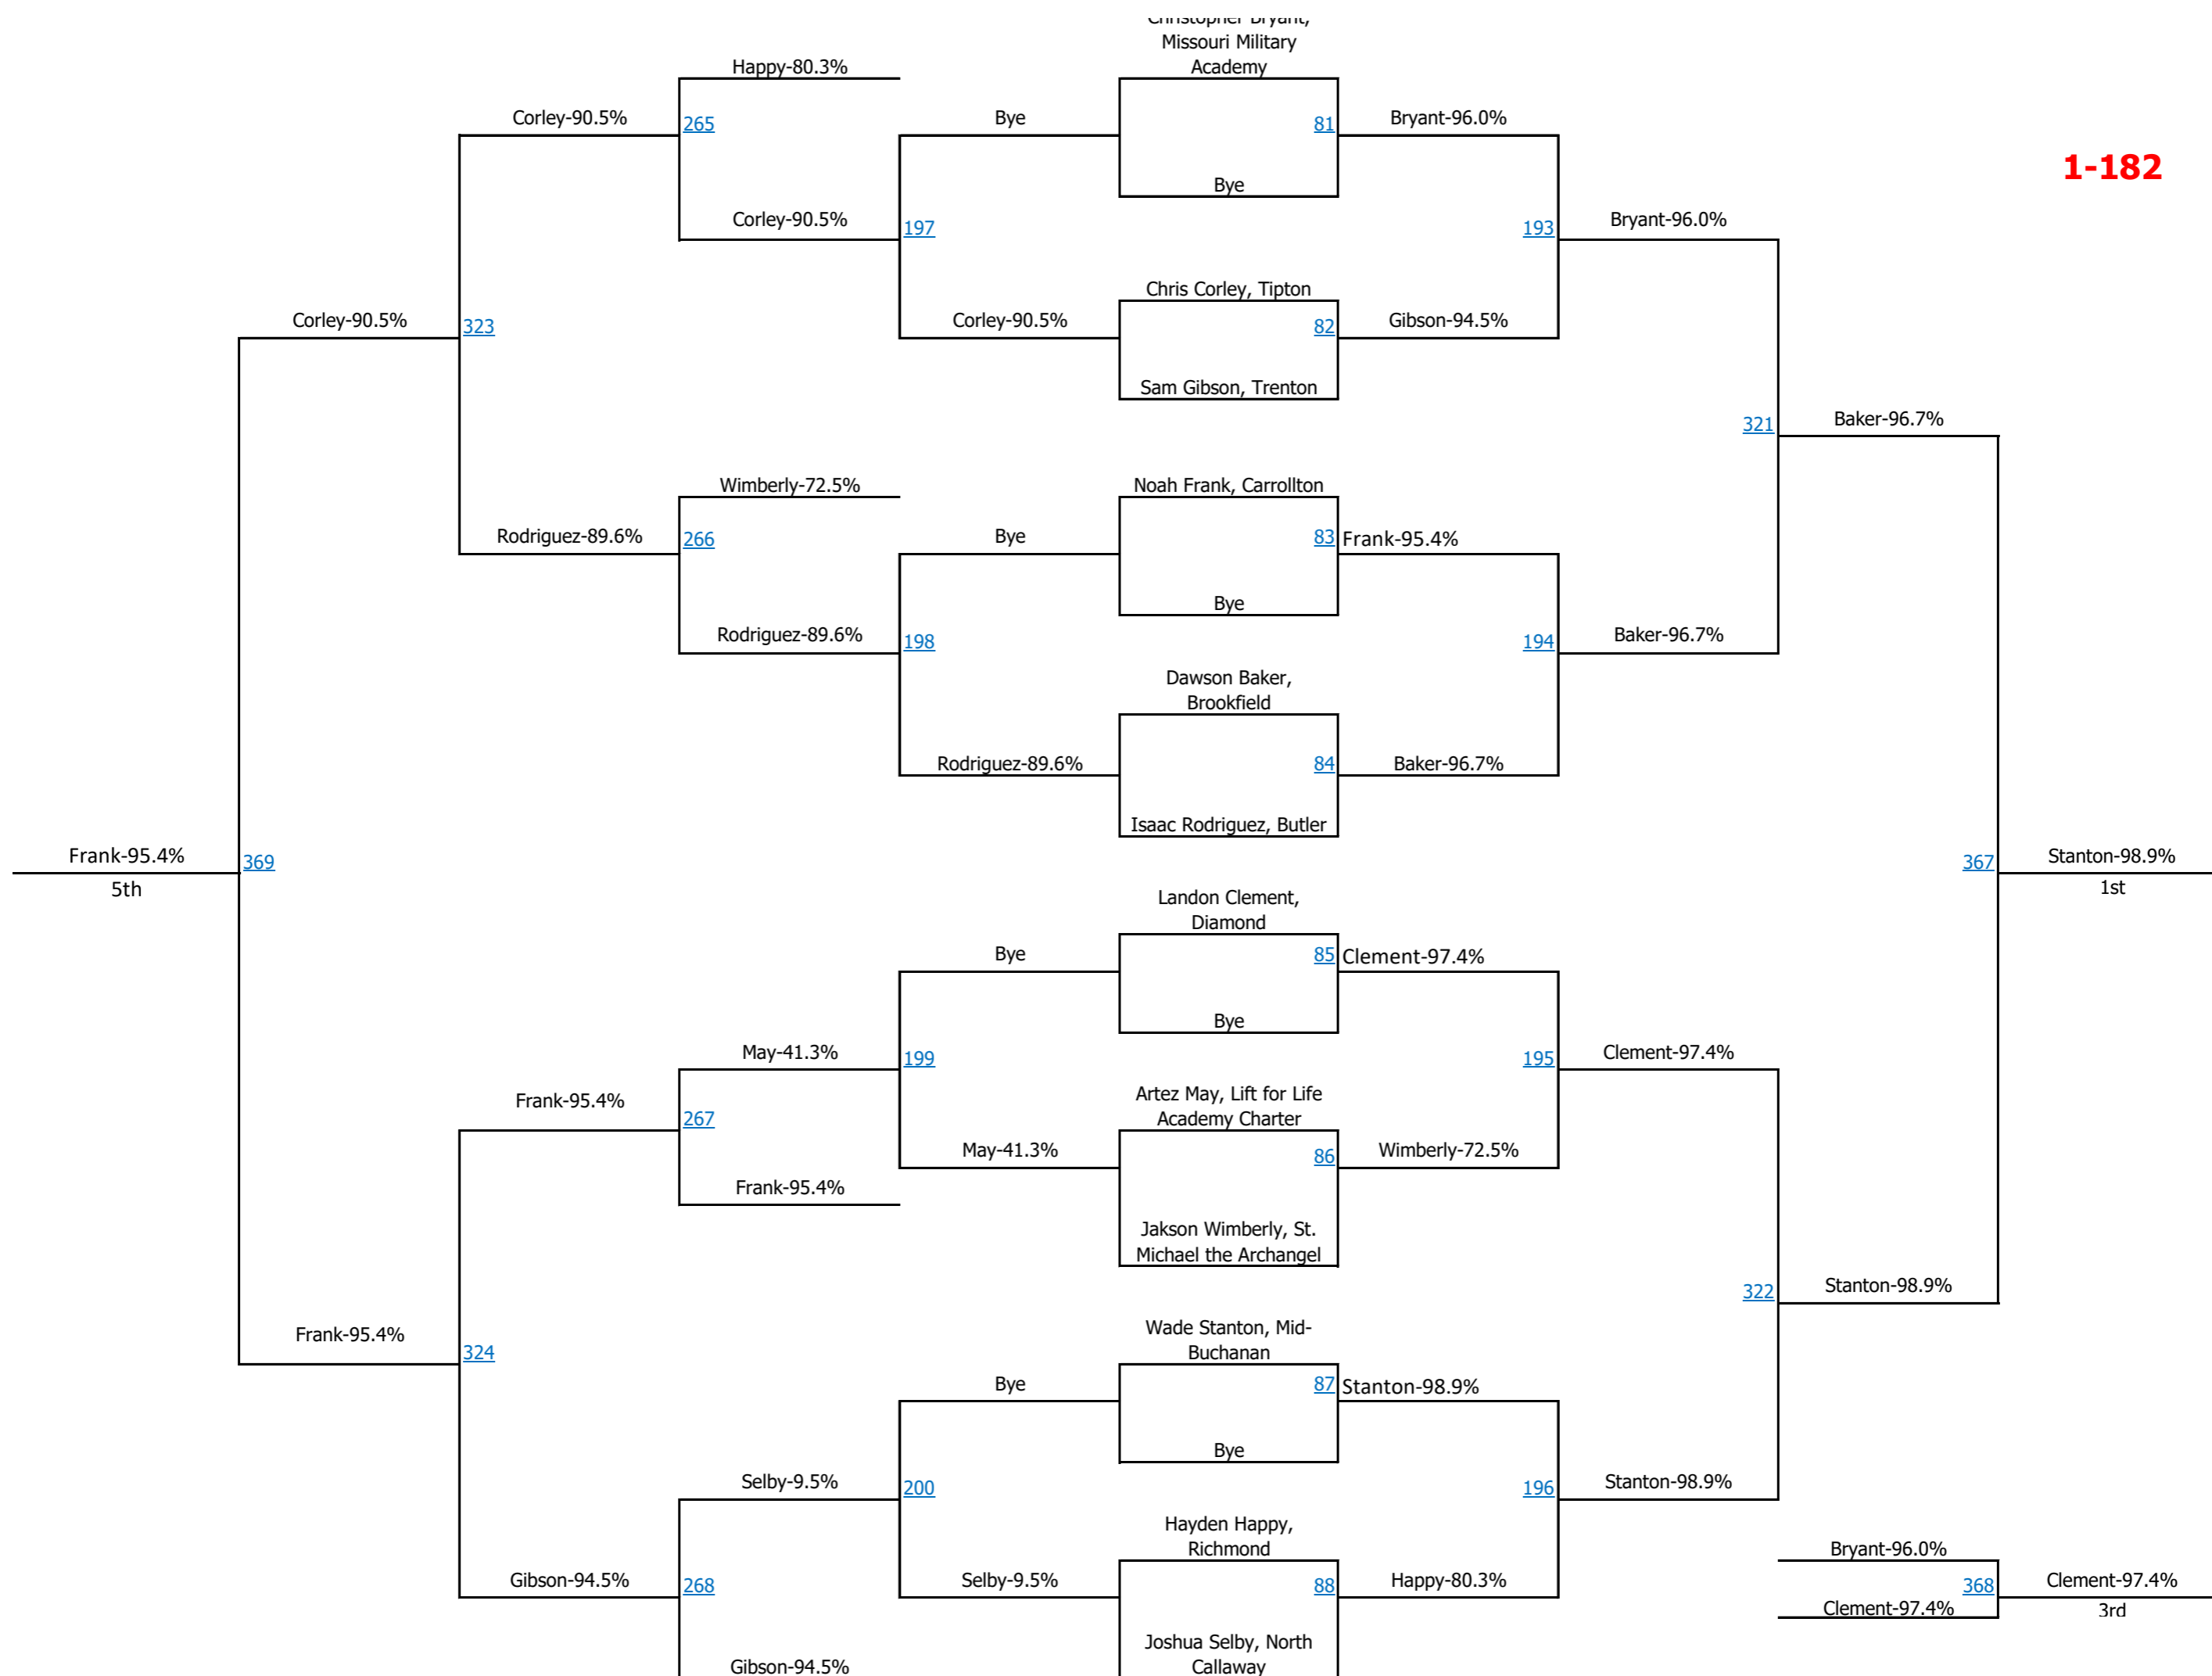 Christopher Bryant,
Missouri Military
Academy
Happy-80.3%
Corley-90.5%
265
Bye
81
Bryant-96.0%
1-182
Bye
Corley-90.5%
197
193
Bryant-96.0%
Chris Corley, Tipton
Corley-90.5%
323
Corley-90.5%
82
Gibson-94.5%
Sam Gibson, Trenton
321
Baker-96.7%
Wimberly-72.5%
Noah Frank, Carrollton
Rodriguez-89.6%
266
Bye
83
Frank-95.4%
Bye
Rodriguez-89.6%
198
194
Baker-96.7%
Dawson Baker,
Brookfield
Rodriguez-89.6%
84
Baker-96.7%
Isaac Rodriguez, Butler
Frank-95.4%
369
5th
367
Stanton-98.9%
1st
Landon Clement,
Diamond
Bye
85
Clement-97.4%
Bye
May-41.3%
199
195
Clement-97.4%
Frank-95.4%
267
Artez May, Lift for Life
Academy Charter
May-41.3%
86
Wimberly-72.5%
Frank-95.4%
Jakson Wimberly, St.
Michael the Archangel
322
Stanton-98.9%
Frank-95.4%
324
Wade Stanton, Mid-
Buchanan
Bye
87
Stanton-98.9%
Bye
Selby-9.5%
200
196
Stanton-98.9%
Hayden Happy,
Richmond
Gibson-94.5%
268
Selby-9.5%
88
Happy-80.3%
Bryant-96.0%
368
Clement-97.4%
Clement-97.4%
3rd
Joshua Selby, North
Callaway
Gibson-94.5%